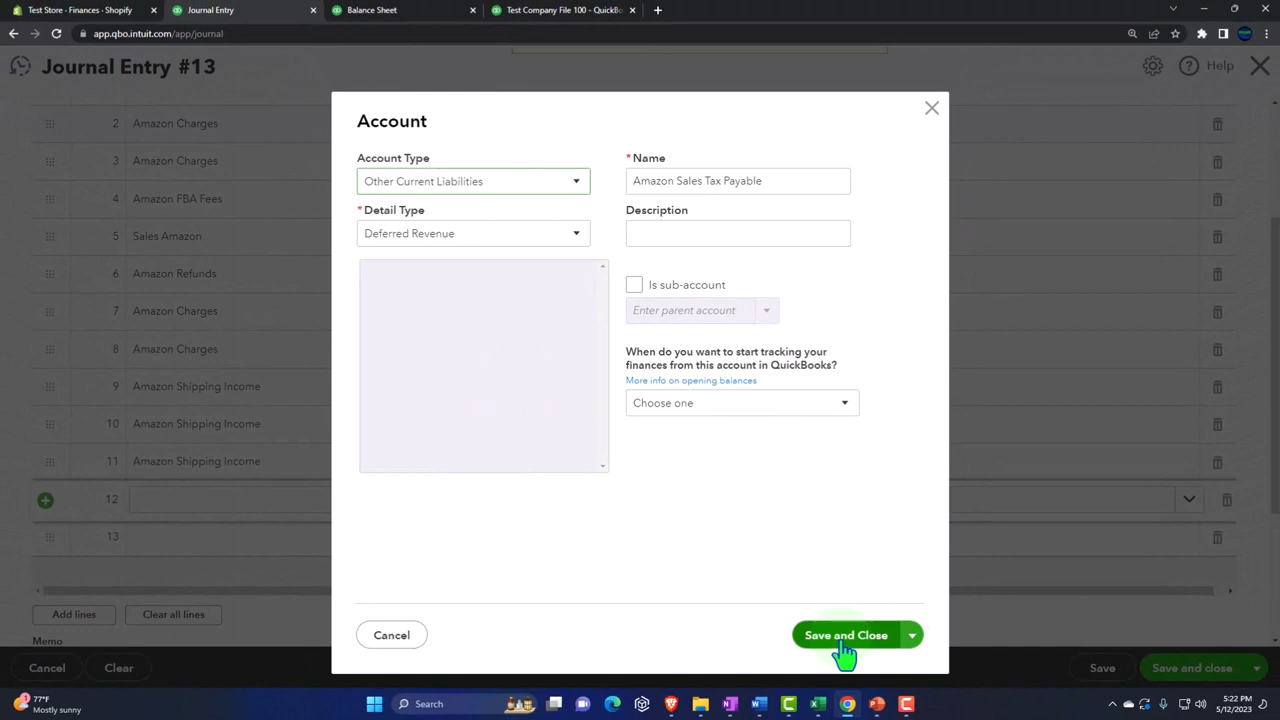 Test Store - Finances - Shopify
Journal Entry
Balance Sheet
Test Company File 100 - QuickBo
app.qbo.intuit.com/app/journal
Journal Entry #13
Help
2 Amazon Charges
3 Amazon Charges
4 Amazon FBA Fees
5 Sales Amazon
6 Amazon Refunds
7 Amazon Charges
8 Amazon Charges
9 Amazon Shipping Income
10 Amazon Shipping Income
11 Amazon Shipping Income
12
13
Add lines
Clear all lines
Memo
Cancel
Clear
Save
Save and close
Account
Account Type
Other Current Liabilities
* Detail Type
Deferred Revenue
* Name
Amazon Sales Tax Payable
Description
Is sub-account
Enter parent account
When do you want to start tracking your
finances from this account in QuickBooks?
More info on opening balances
Choose one
Cancel
Save and Close
77°F
Mostly sunny
Search
5:22 PM
5/12/2023